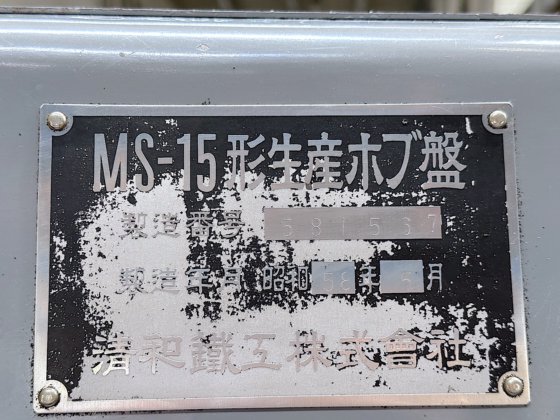 MS-15形生産ホブ盤
製造番号 581537
製造年月 昭和58年 月
清和鐵工株式會社